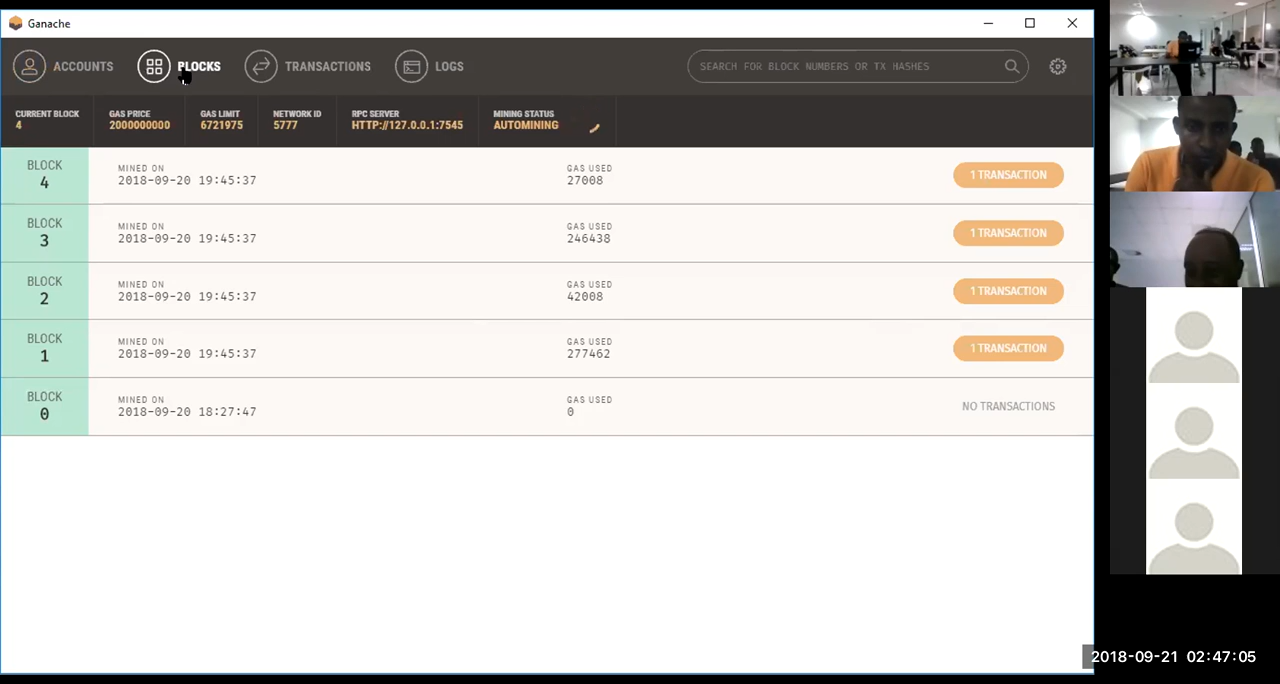 Ganache
ACCOUNTS BLOCKS TRANSACTIONS LOGS SEARCH FOR BLOCK NUMBERS OR TX HASHES
CURRENT BLOCK GAS PRICE GAS LIMIT NETWORK ID RPC SERVER MINING STATUS
4 2000000000 6721975 5777 HTTP://127.0.0.1:7545 AUTOMINING
BLOCK MINED ON GAS USED
4 2018-09-20 19:45:37 27008 1 TRANSACTION
BLOCK MINED ON GAS USED
3 2018-09-20 19:45:37 246438 1 TRANSACTION
BLOCK MINED ON GAS USED
2 2018-09-20 19:45:37 42008 1 TRANSACTION
BLOCK MINED ON GAS USED
1 2018-09-20 19:45:37 277462 1 TRANSACTION
BLOCK MINED ON GAS USED
0 2018-09-20 18:27:47 0 NO TRANSACTIONS
2018-09-21 02:47:05